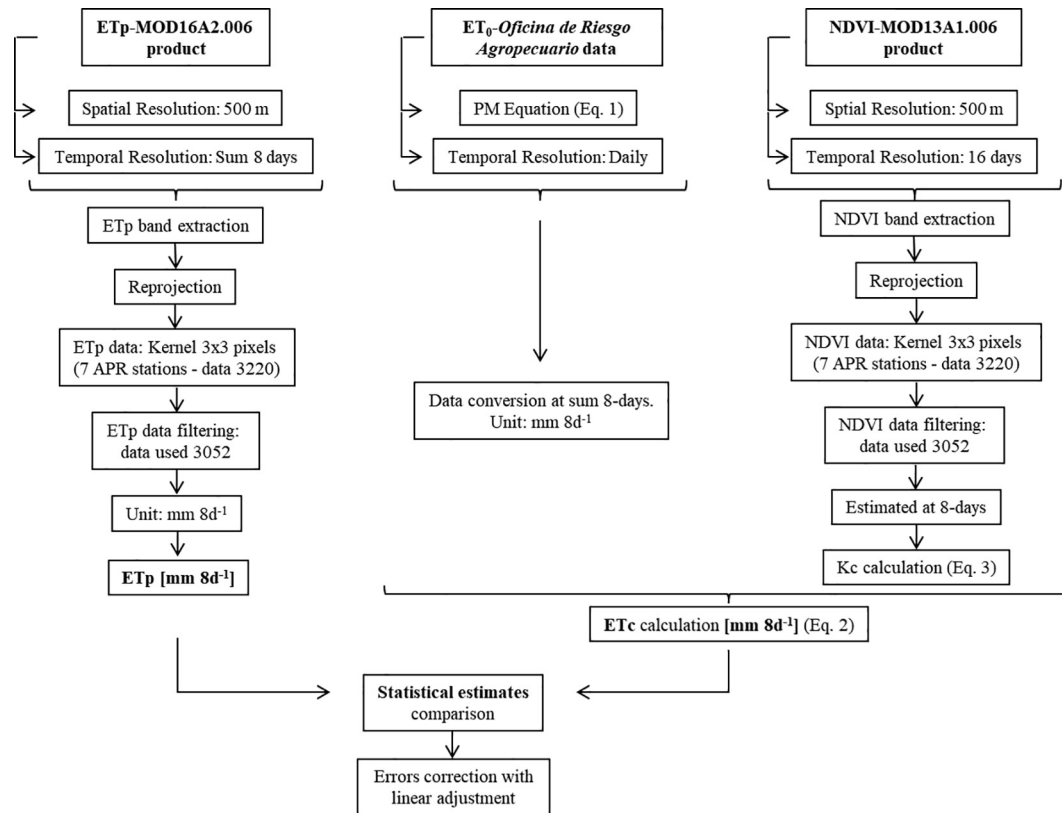 ETp-MOD16A2.006
product
Spatial Resolution: 500 m
Temporal Resolution: Sum 8 days
ETp band extraction
Reprojection
ETp data: Kernel 3x3 pixels
(7 APR stations - data 3220)
ETp data filtering:
data used 3052
Unit: mm 8d⁻¹
ETp [mm 8d⁻¹]
ET₀-Oficina de Riesgo
Agropecuario data
PM Equation (Eq. 1)
Temporal Resolution: Daily
Data conversion at sum 8-days.
Unit: mm 8d⁻¹
NDVI-MOD13A1.006
product
Sptial Resolution: 500 m
Temporal Resolution: 16 days
NDVI band extraction
Reprojection
NDVI data: Kernel 3x3 pixels
(7 APR stations - data 3220)
NDVI data filtering:
data used 3052
Estimated at 8-days
Kc calculation (Eq. 3)
ETc calculation [mm 8d⁻¹] (Eq. 2)
Statistical estimates
comparison
Errors correction with
linear adjustment